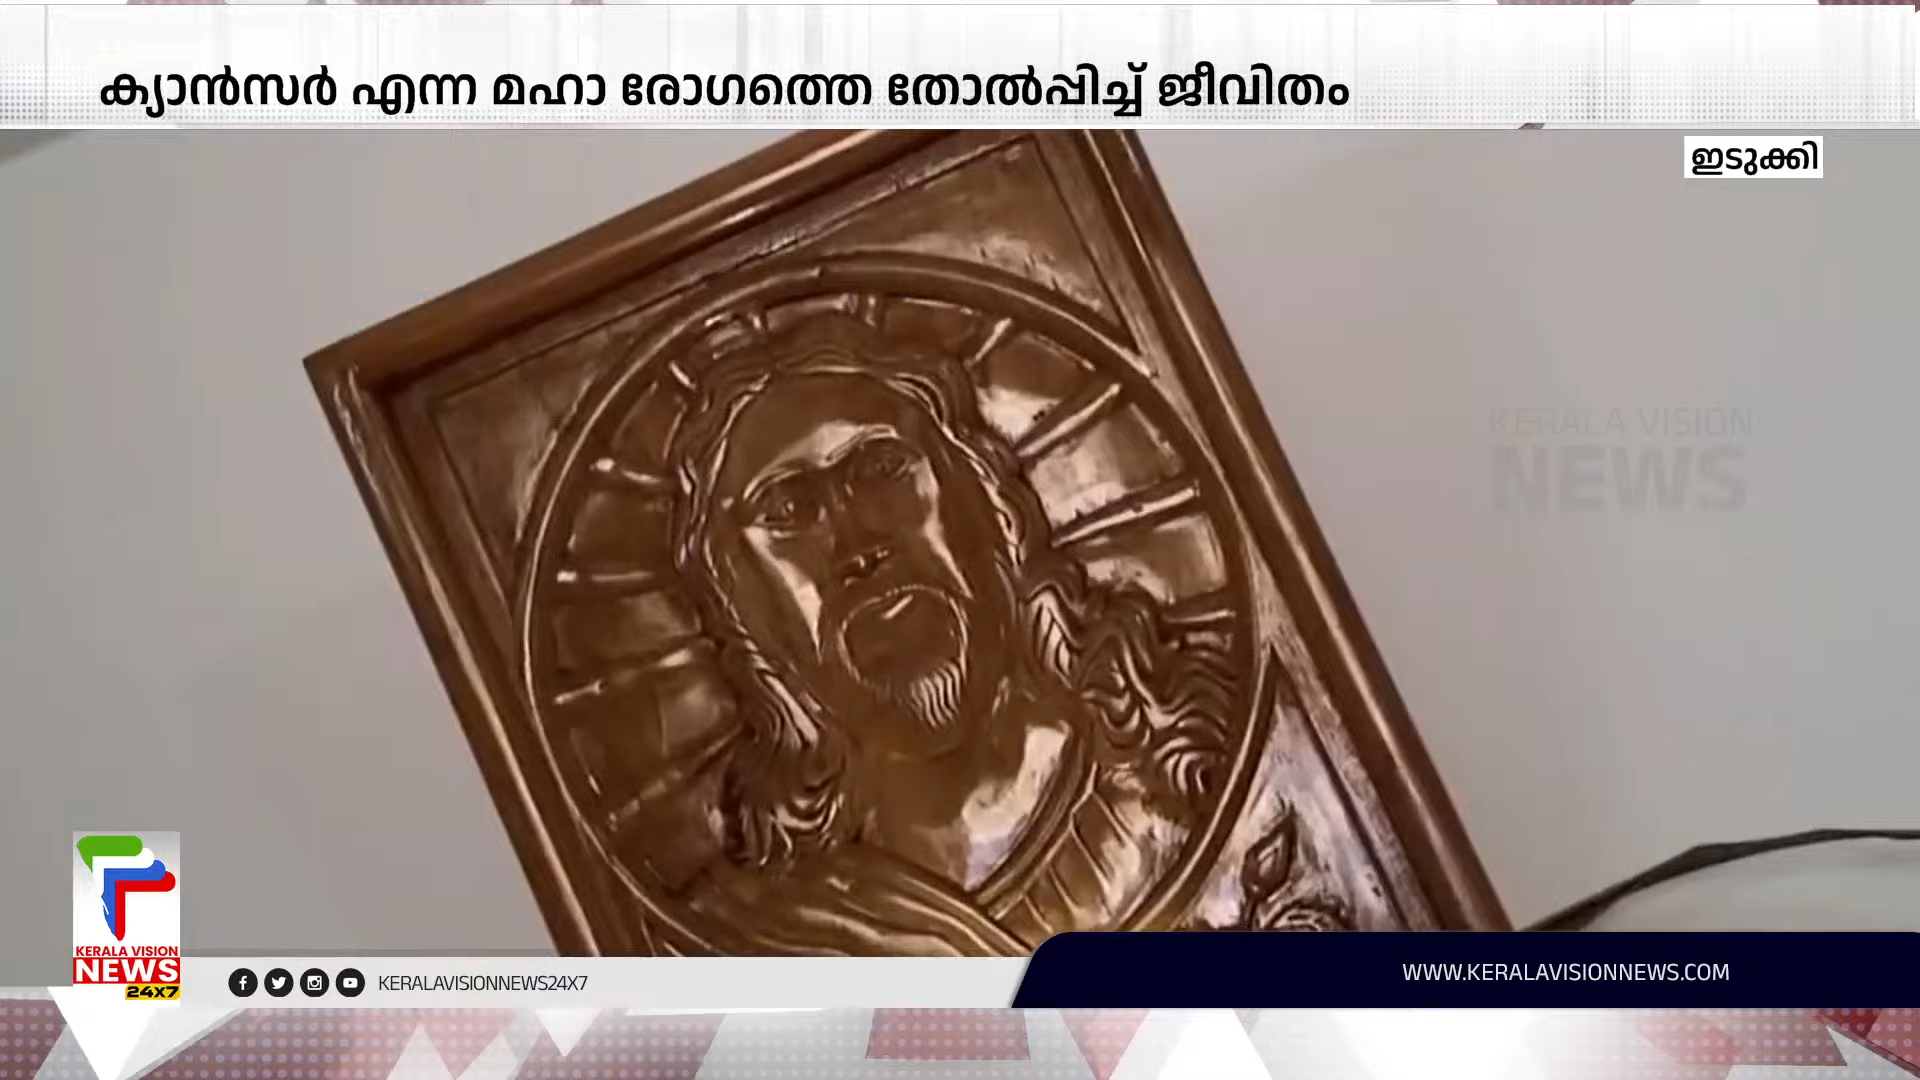 ക്യാൻസർ എന്ന മഹാ രോഗത്തെ തോൽപ്പിച്ച് ജീവിതം
ഇടുക്കി
KERALA VISION
NEWS
KERALA VISION
NEWS
24X7
KERALAVISIONNEWS24X7
WWW.KERALAVISIONNEWS.COM